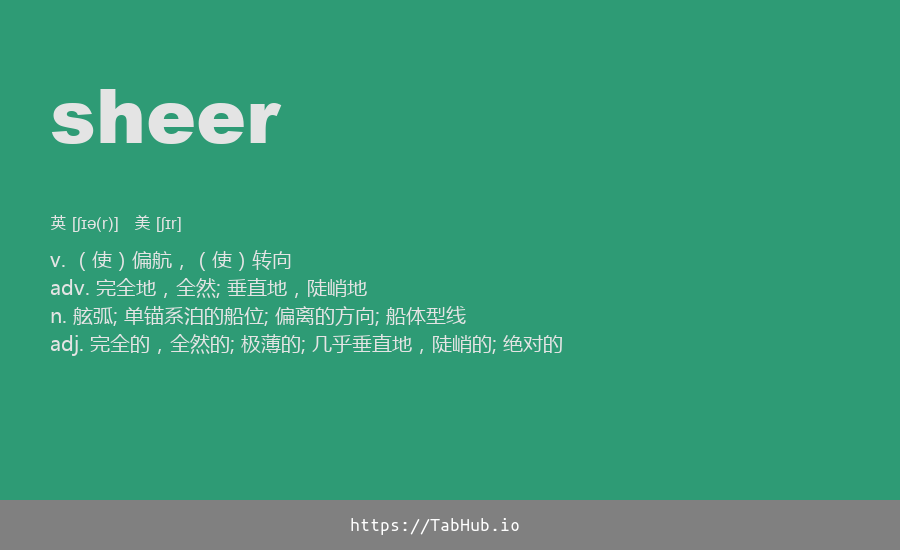 sheer
英 [ʃɪə(r)] 美 [ʃɪr]
v. （使）偏航，（使）转向
adv. 完全地，全然; 垂直地，陡峭地
n. 舷弧; 单锚系泊的船位; 偏离的方向; 船体型线
adj. 完全的，全然的; 极薄的; 几乎垂直地，陡峭的; 绝对的
https://TabHub.io